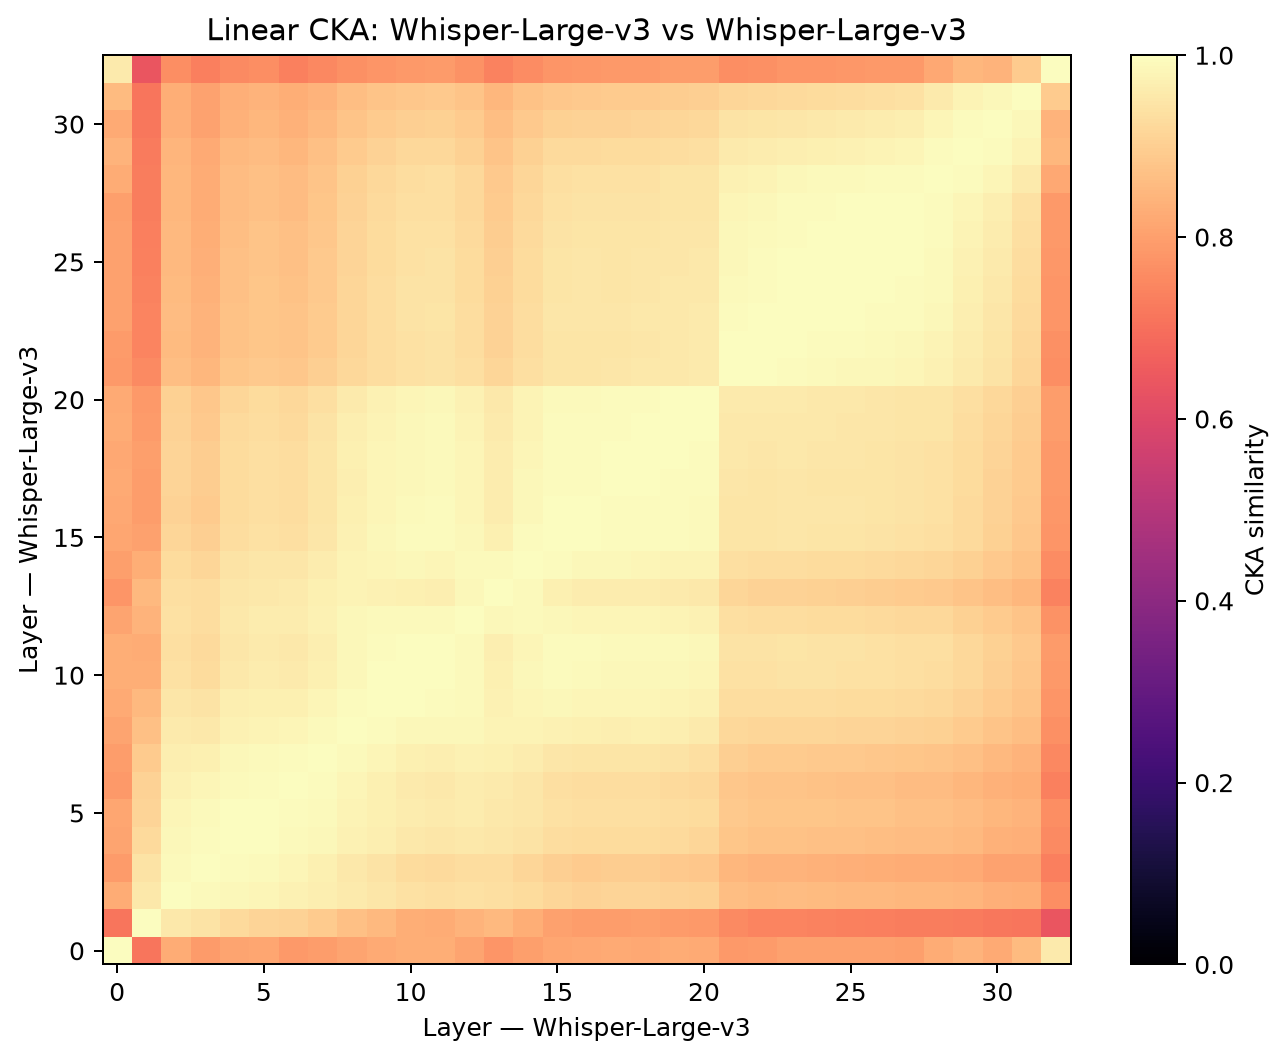 Linear CKA: Whisper-Large-v3 vs Whisper-Large-v3
Layer — Whisper-Large-v3
30
25
20
15
10
5
0
0 5 10 15 20 25 30
Layer — Whisper-Large-v3
1.0
0.8
0.6
0.4
0.2
0.0
CKA similarity